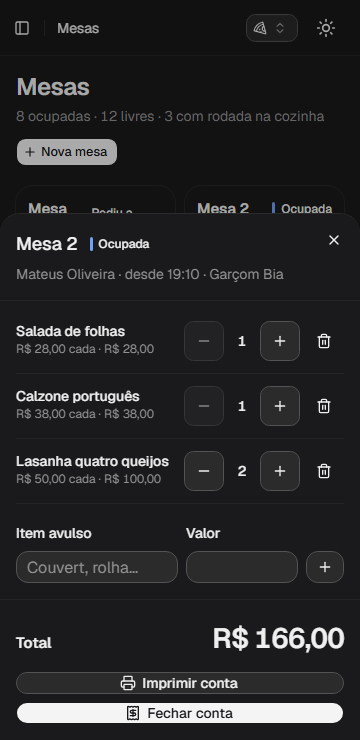 Mesas
Mesas
8 ocupadas · 12 livres · 3 com rodada na cozinha
Nova mesa
Mesa
Pediu a
Mesa 2
Ocupada
Mesa 2
Ocupada
Mateus Oliveira · desde 19:10 · Garçom Bia
Salada de folhas
R$ 28,00 cada · R$ 28,00
1
Calzone português
R$ 38,00 cada · R$ 38,00
1
Lasanha quatro queijos
R$ 50,00 cada · R$ 100,00
2
Item avulso
Valor
Couvert, rolha...
Total
R$ 166,00
Imprimir conta
Fechar conta